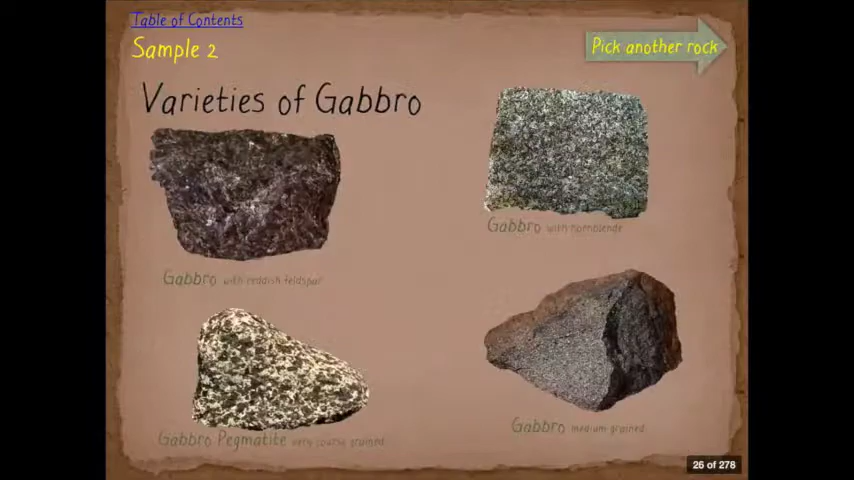 Table of Contents
Sample 2
Pick another rock
Varieties of Gabbro
Gabbro with reddish feldspar
Gabbro with hornblende
Gabbro Pegmatite very coarse grained
Gabbro medium grained
26 of 278